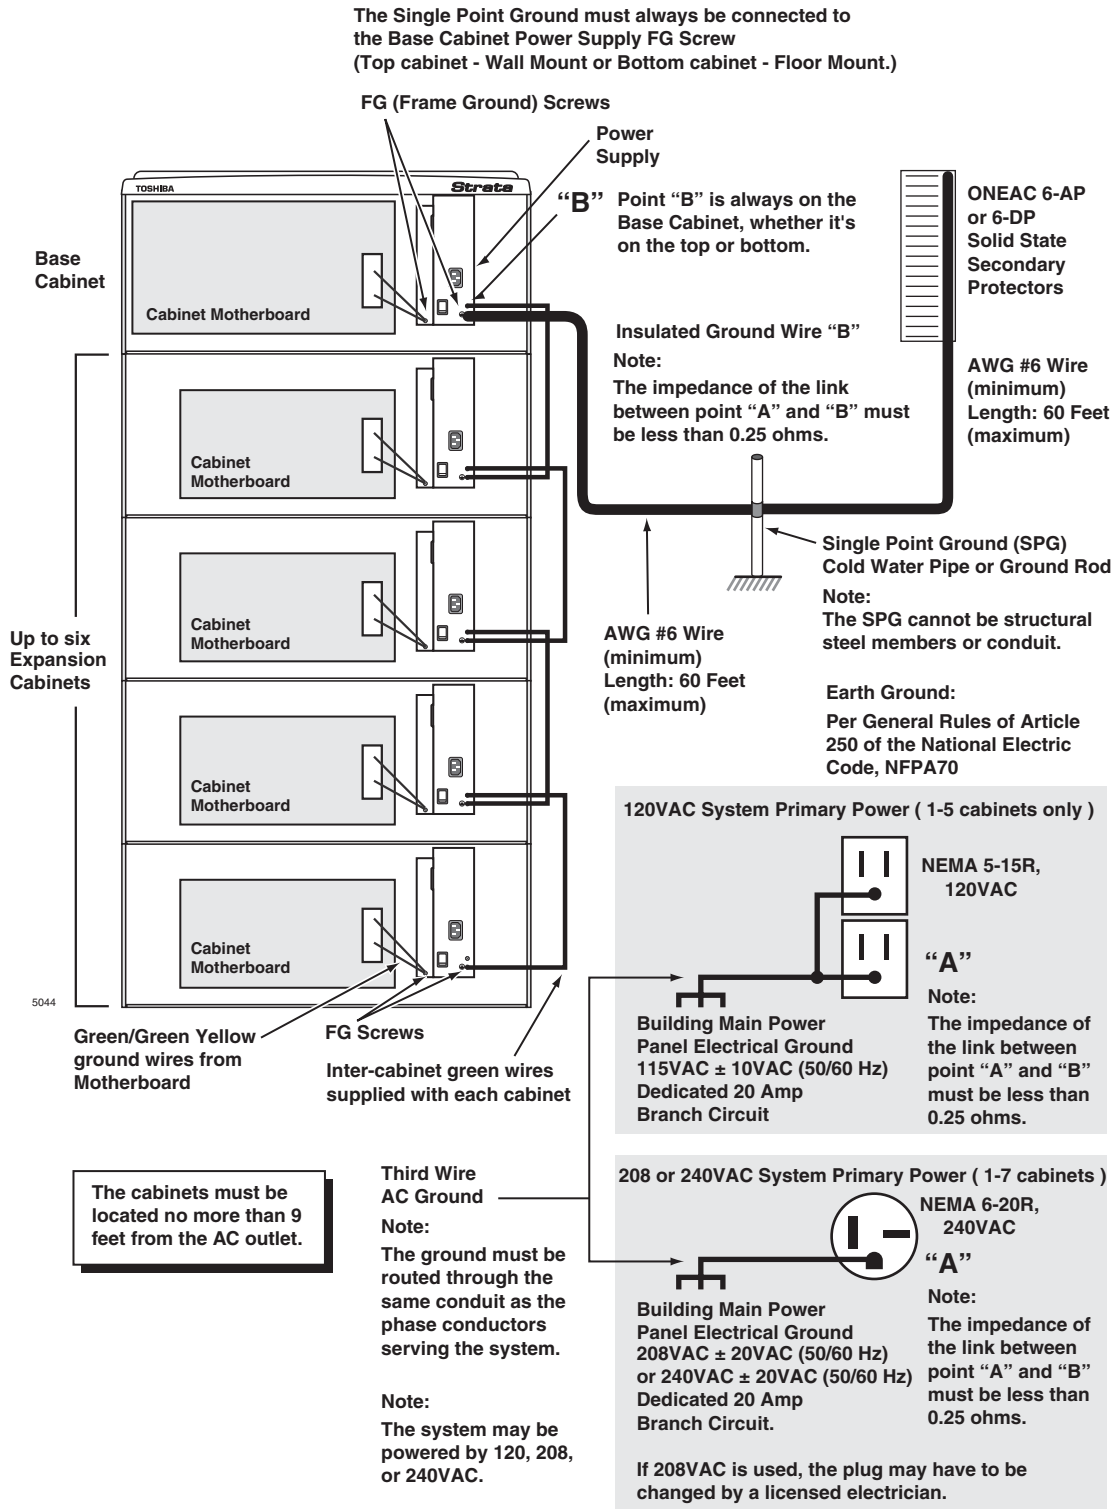 The Single Point Ground must always be connected to
the Base Cabinet Power Supply FG Screw
(Top cabinet - Wall Mount or Bottom cabinet - Floor Mount.)
FG (Frame Ground) Screws
Power
Supply
TOSHIBA
Strata
“B”
Point “B” is always on the
Base Cabinet, whether it's
on the top or bottom.
ONEAC 6-AP
or 6-DP
Solid State
Secondary
Protectors
Base
Cabinet
Cabinet Motherboard
Insulated Ground Wire “B”
Note:
The impedance of the link
between point “A” and “B” must
be less than 0.25 ohms.
AWG #6 Wire
(minimum)
Length: 60 Feet
(maximum)
Cabinet
Motherboard
Single Point Ground (SPG)
Cold Water Pipe or Ground Rod
Note:
The SPG cannot be structural
steel members or conduit.
Cabinet
Motherboard
Up to six
Expansion
Cabinets
AWG #6 Wire
(minimum)
Length: 60 Feet
(maximum)
Earth Ground:
Per General Rules of Article
250 of the National Electric
Code, NFPA70
Cabinet
Motherboard
120VAC System Primary Power ( 1-5 cabinets only )
NEMA 5-15R,
120VAC
Cabinet
Motherboard
“A”
Note:
The impedance of
the link between
point “A” and “B”
must be less than
0.25 ohms.
Building Main Power
Panel Electrical Ground
115VAC ± 10VAC (50/60 Hz)
Dedicated 20 Amp
Branch Circuit
5044
Green/Green Yellow
ground wires from
Motherboard
FG Screws
Inter-cabinet green wires
supplied with each cabinet
The cabinets must be
located no more than 9
feet from the AC outlet.
Third Wire
AC Ground
Note:
The ground must be
routed through the
same conduit as the
phase conductors
serving the system.
Note:
The system may be
powered by 120, 208,
or 240VAC.
208 or 240VAC System Primary Power ( 1-7 cabinets )
NEMA 6-20R,
240VAC
“A”
Note:
The impedance of
the link between
point “A” and “B”
must be less than
0.25 ohms.
Building Main Power
Panel Electrical Ground
208VAC ± 20VAC (50/60 Hz)
or 240VAC ± 20VAC (50/60 Hz)
Dedicated 20 Amp
Branch Circuit.
If 208VAC is used, the plug may have to be
changed by a licensed electrician.